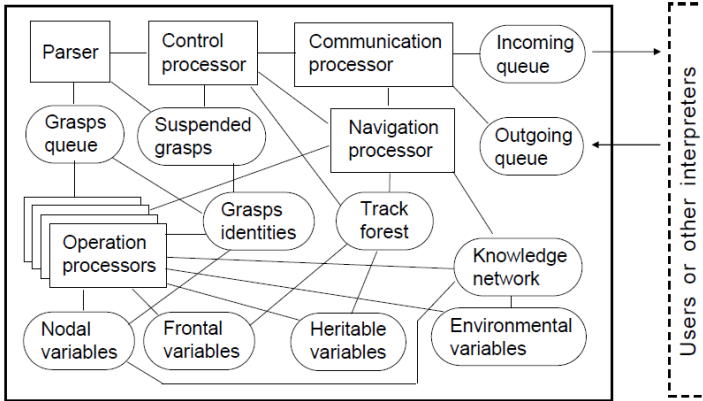 Parser
Control
processor
Communication
processor
Incoming
queue
Grasps
queue
Suspended
grasps
Navigation
processor
Outgoing
queue
Operation
processors
Grasps
identities
Track
forest
Knowledge
network
Nodal
variables
Frontal
variables
Heritable
variables
Environmental
variables
Users or other interpreters